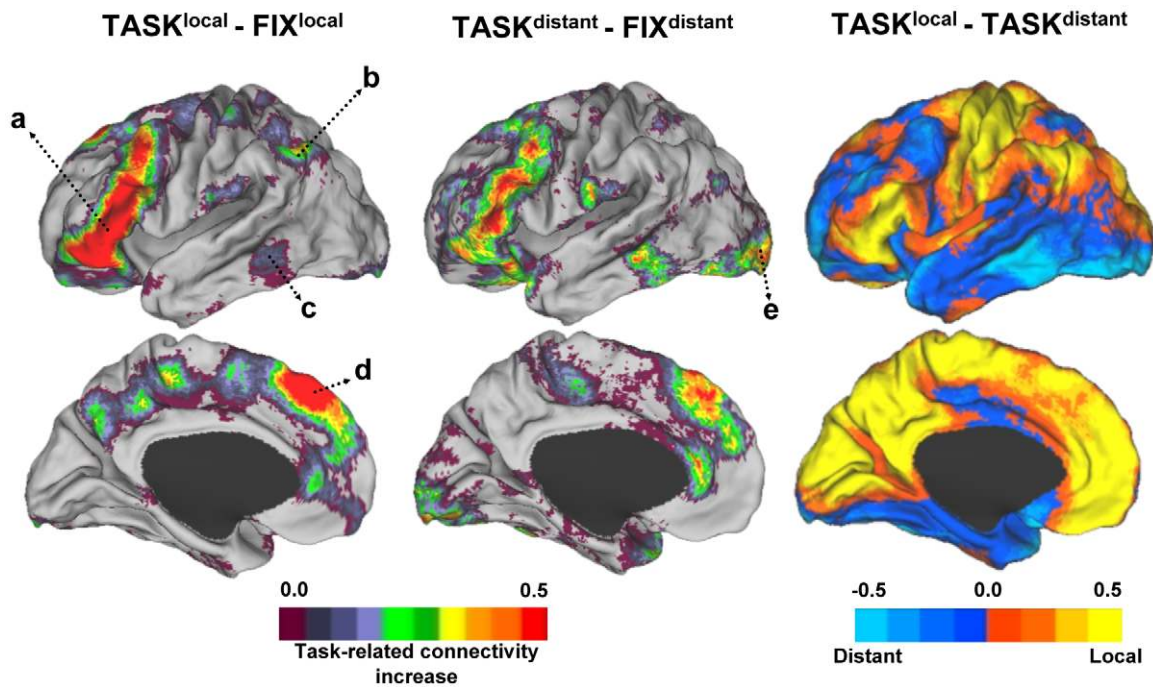 TASKlocal - FIXlocal
TASKdistant - FIXdistant
TASKlocal - TASKdistant
a
b
c
e
d
0.0 0.5
Task-related connectivity
increase
-0.5 0.0 0.5
Distant Local